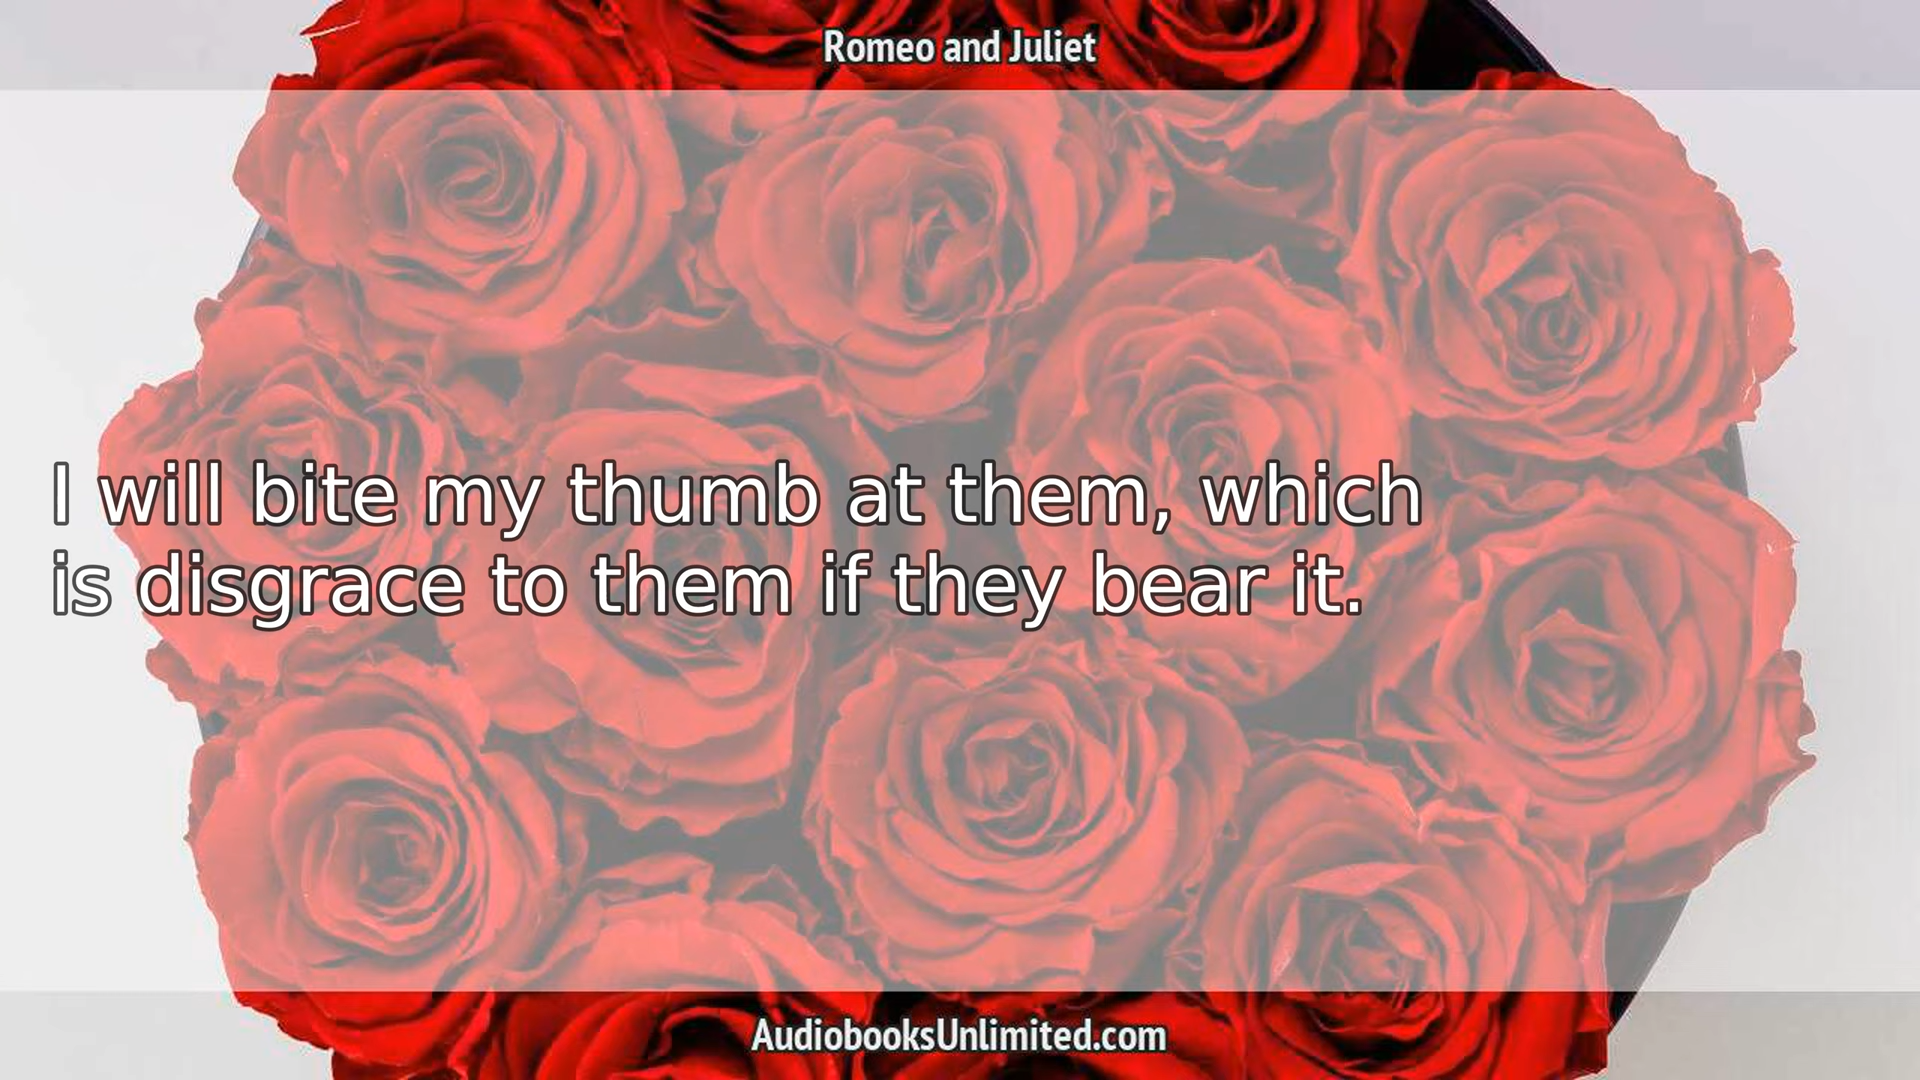 Romeo and Juliet
I will bite my thumb at them, which
is disgrace to them if they bear it.
AudiobooksUnlimited.com